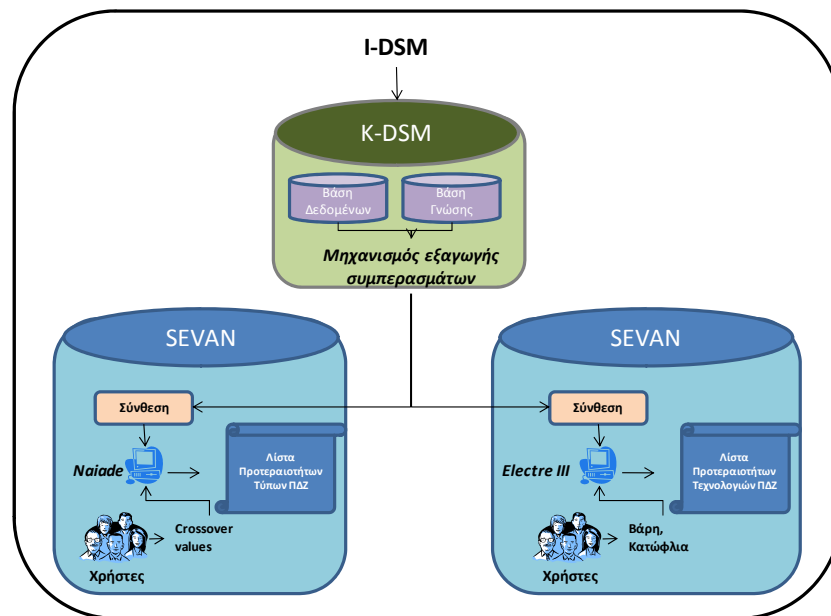 I-DSM
K-DSM
Βάση
Δεδομένων
Βάση
Γνώσης
Μηχανισμός εξαγωγής
συμπερασμάτων
SEVAN
Σύνθεση
Naiade
Λίστα
Προτεραιοτήτων
Τύπων ΠΔΖ
Crossover
values
Χρήστες
SEVAN
Σύνθεση
Electre III
Λίστα
Προτεραιοτήτων
Τεχνολογιών ΠΔΖ
Βάρη,
Κατώφλια
Χρήστες